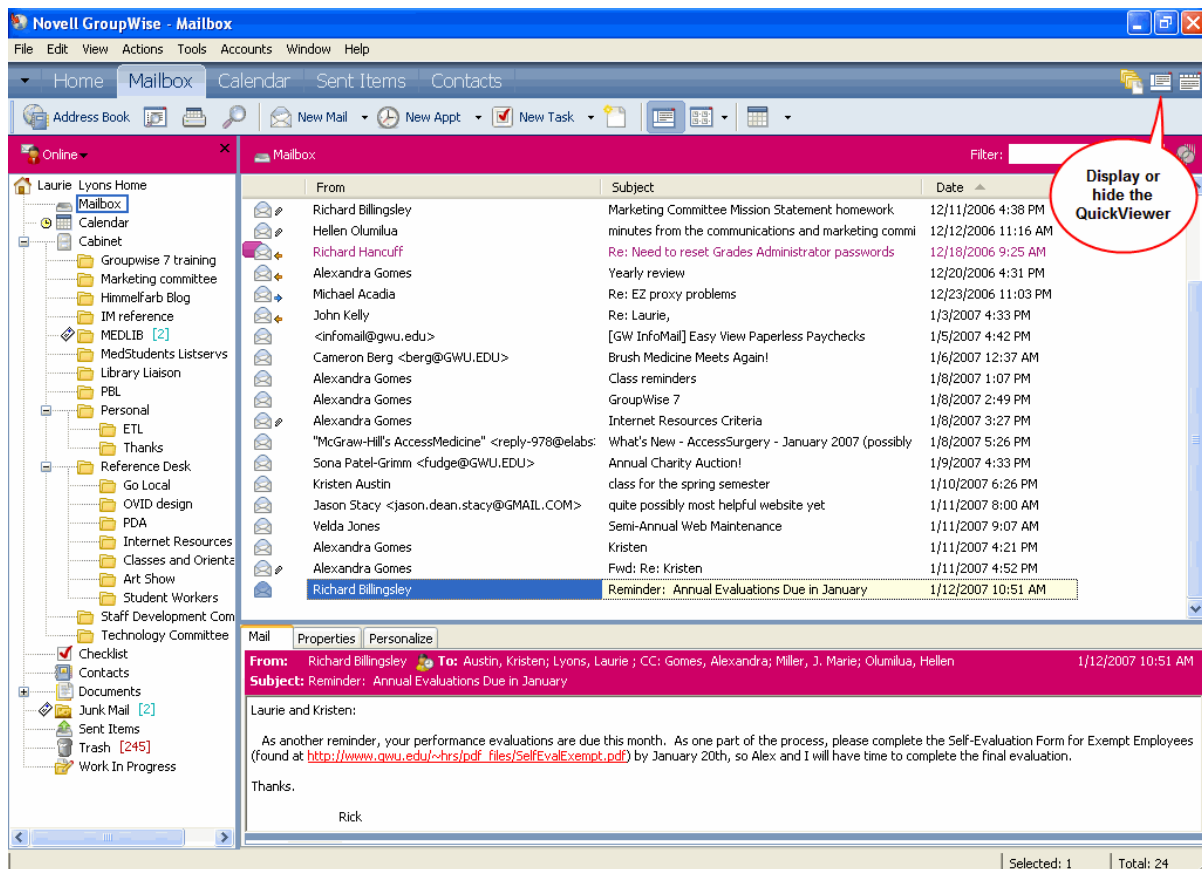 Novell GroupWise - Mailbox
File Edit View Actions Tools Accounts Window Help
Home Mailbox Calendar Sent Items Contacts
Address Book New Mail New Appt New Task
Online
Mailbox Filter:
Display or
hide the
QuickViewer
Laurie Lyons Home
Mailbox
Calendar
Cabinet
Groupwise 7 training
Marketing committee
Himmelfarb Blog
IM reference
MEDLIB [2]
MedStudents Listservs
Library Liaison
PBL
Personal
ETL
Thanks
Reference Desk
Go Local
OVID design
PDA
Internet Resources
Classes and Orienta
Art Show
Student Workers
Staff Development Com
Technology Committee
Checklist
Contacts
Documents
Junk Mail [2]
Sent Items
Trash [245]
Work In Progress
From Subject Date
Richard Billingsley Marketing Committee Mission Statement homework 12/11/2006 4:38 PM
Hellen Olumilua minutes from the communications and marketing commi 12/12/2006 11:16 AM
Richard Hancuff Re: Need to reset Grades Administrator passwords 12/18/2006 9:25 AM
Alexandra Gomes Yearly review 12/20/2006 4:31 PM
Michael Acadia Re: EZ proxy problems 12/23/2006 11:03 PM
John Kelly Re: Laurie, 1/3/2007 4:33 PM
<infomail@gwu.edu> [GW InfoMail] Easy View Paperless Paychecks 1/5/2007 4:42 PM
Cameron Berg <berg@GWU.EDU> Brush Medicine Meets Again! 1/6/2007 12:37 AM
Alexandra Gomes Class reminders 1/8/2007 1:07 PM
Alexandra Gomes GroupWise 7 1/8/2007 2:49 PM
Alexandra Gomes Internet Resources Criteria 1/8/2007 3:27 PM
"McGraw-Hill's AccessMedicine" <reply-978@elabs: What's New - AccessSurgery - January 2007 (possibly 1/8/2007 5:26 PM
Sona Patel-Grimm <fudge@GWU.EDU> Annual Charity Auction! 1/9/2007 4:33 PM
Kristen Austin class for the spring semester 1/10/2007 6:26 PM
Jason Stacy <jason.dean.stacy@GMAIL.COM> quite possibly most helpful website yet 1/11/2007 8:00 AM
Velda Jones Semi-Annual Web Maintenance 1/11/2007 9:07 AM
Alexandra Gomes Kristen 1/11/2007 4:21 PM
Alexandra Gomes Fwd: Re: Kristen 1/11/2007 4:52 PM
Richard Billingsley Reminder: Annual Evaluations Due in January 1/12/2007 10:51 AM
Mail Properties Personalize
From: Richard Billingsley To: Austin, Kristen; Lyons, Laurie ; CC: Gomes, Alexandra; Miller, J. Marie; Olumilua, Hellen 1/12/2007 10:51 AM
Subject: Reminder: Annual Evaluations Due in January
Laurie and Kristen:
As another reminder, your performance evaluations are due this month. As one part of the process, please complete the Self-Evaluation Form for Exempt Employees
(found at http://www.gwu.edu/~hrs/pdf_files/SelfEvalExempt.pdf) by January 20th, so Alex and I will have time to complete the final evaluation.
Thanks.
Rick
Selected: 1 Total: 24